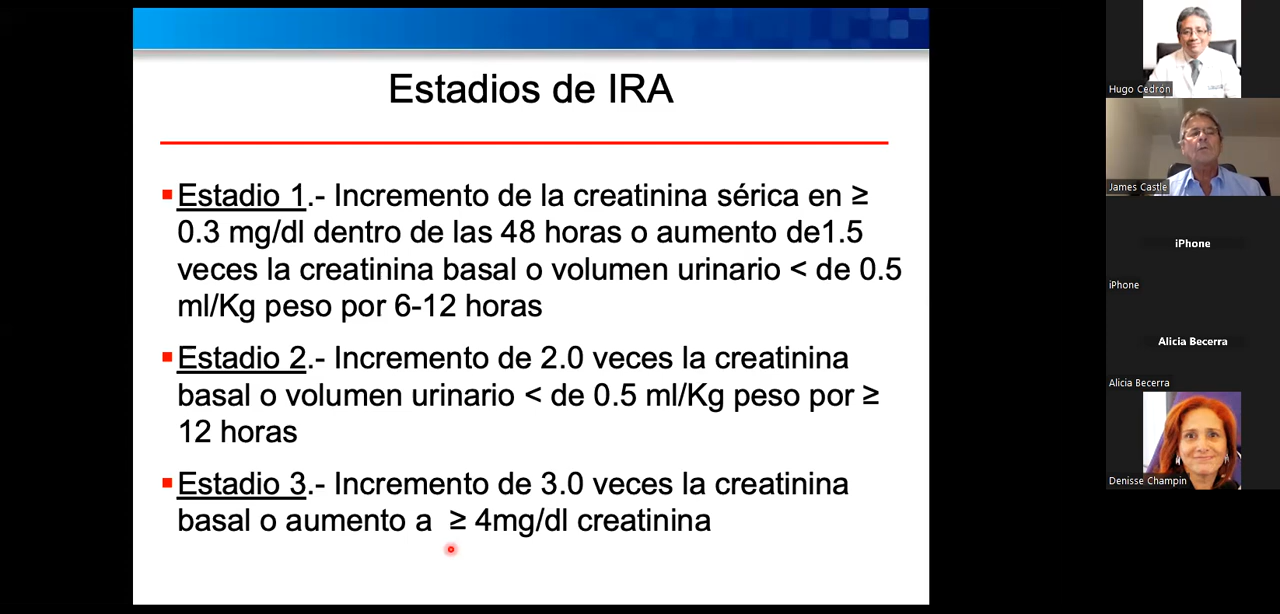 Estadios de IRA
Estadio 1.- Incremento de la creatinina sérica en ≥
0.3 mg/dl dentro de las 48 horas o aumento de1.5
veces la creatinina basal o volumen urinario < de 0.5
ml/Kg peso por 6-12 horas
Estadio 2.- Incremento de 2.0 veces la creatinina
basal o volumen urinario < de 0.5 ml/Kg peso por ≥
12 horas
Estadio 3.- Incremento de 3.0 veces la creatinina
basal o aumento a ≥ 4mg/dl creatinina
Hugo Cedrón
James Castle
iPhone
iPhone
Alicia Becerra
Alicia Becerra
Denisse Champin